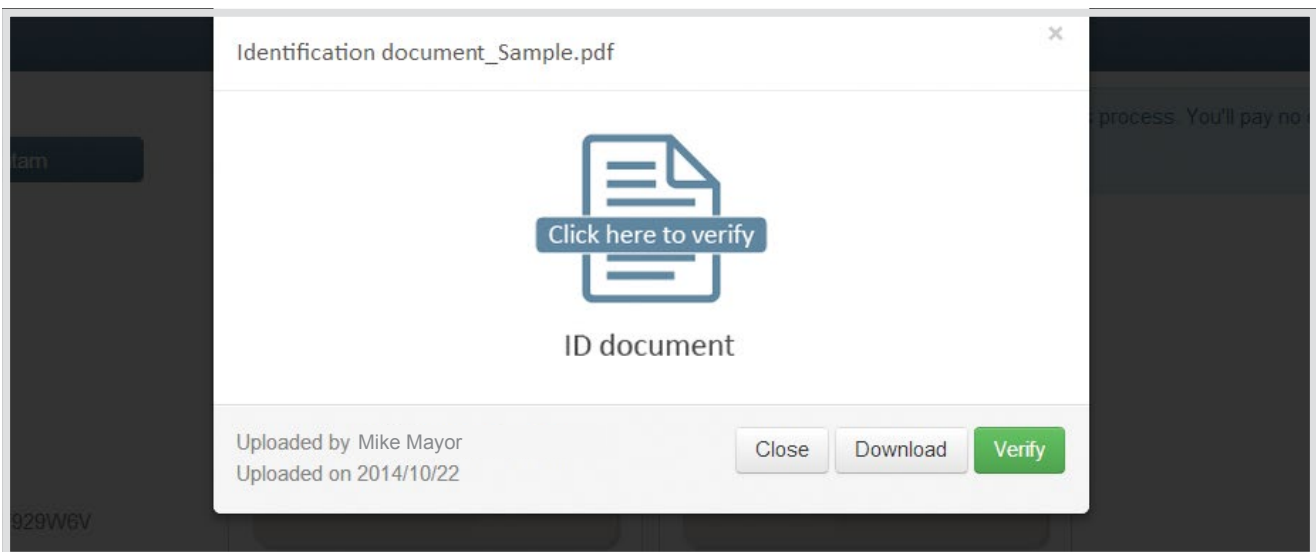 Identification document_Sample.pdf
×
process. You'll pay no
tam
Click here to verify
ID document
Uploaded by Mike Mayor
Uploaded on 2014/10/22
Close Download Verify
929W6V